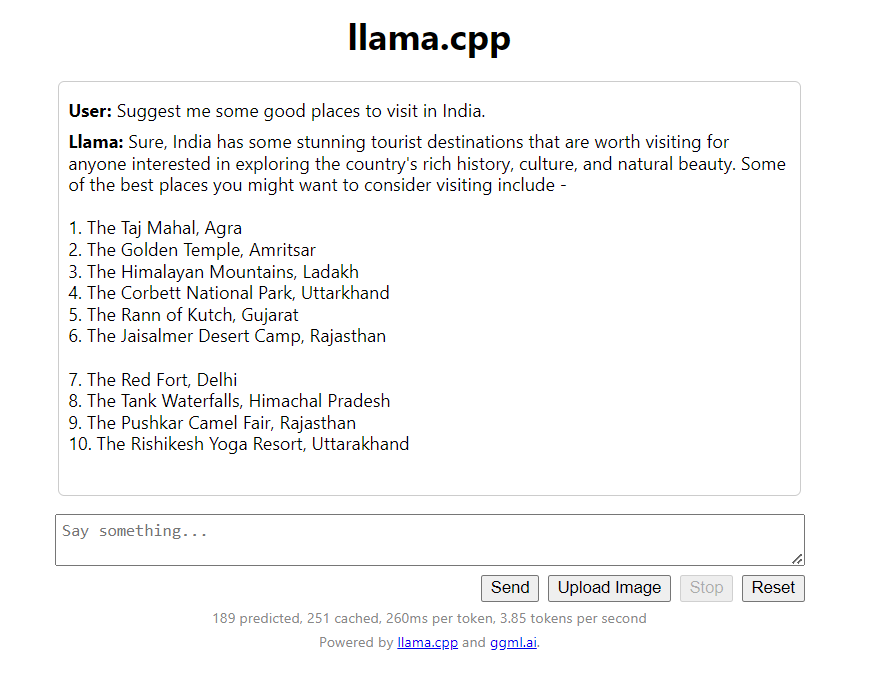 llama.cpp
User: Suggest me some good places to visit in India.
Llama: Sure, India has some stunning tourist destinations that are worth visiting for
anyone interested in exploring the country's rich history, culture, and natural beauty. Some
of the best places you might want to consider visiting include -
1. The Taj Mahal, Agra
2. The Golden Temple, Amritsar
3. The Himalayan Mountains, Ladakh
4. The Corbett National Park, Uttarkhand
5. The Rann of Kutch, Gujarat
6. The Jaisalmer Desert Camp, Rajasthan
7. The Red Fort, Delhi
8. The Tank Waterfalls, Himachal Pradesh
9. The Pushkar Camel Fair, Rajasthan
10. The Rishikesh Yoga Resort, Uttarakhand
Say something...
Send Upload Image Stop Reset
189 predicted, 251 cached, 260ms per token, 3.85 tokens per second
Powered by llama.cpp and ggml.ai.